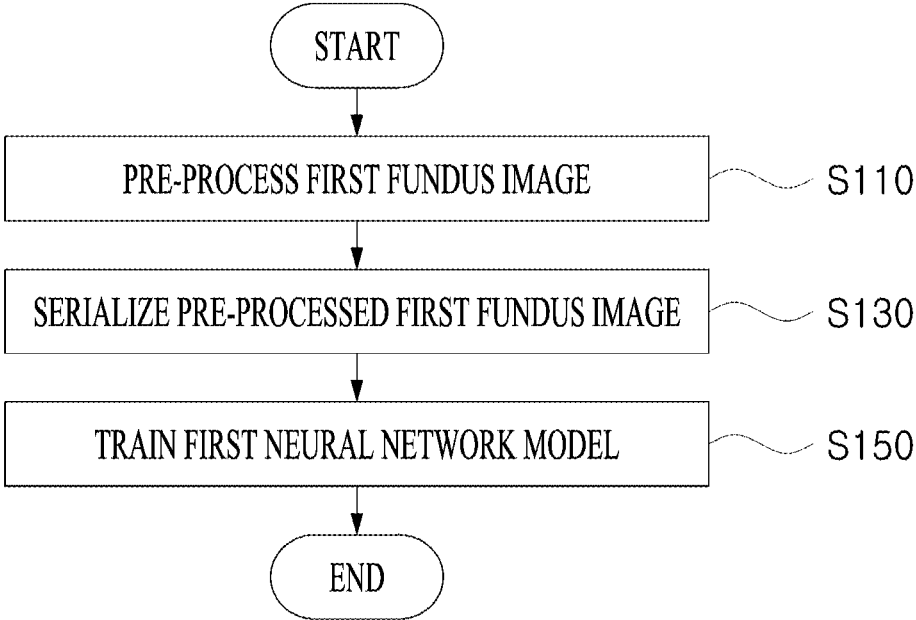 START
PRE-PROCESS FIRST FUNDUS IMAGE
S110
SERIALIZE PRE-PROCESSED FIRST FUNDUS IMAGE
S130
TRAIN FIRST NEURAL NETWORK MODEL
S150
END